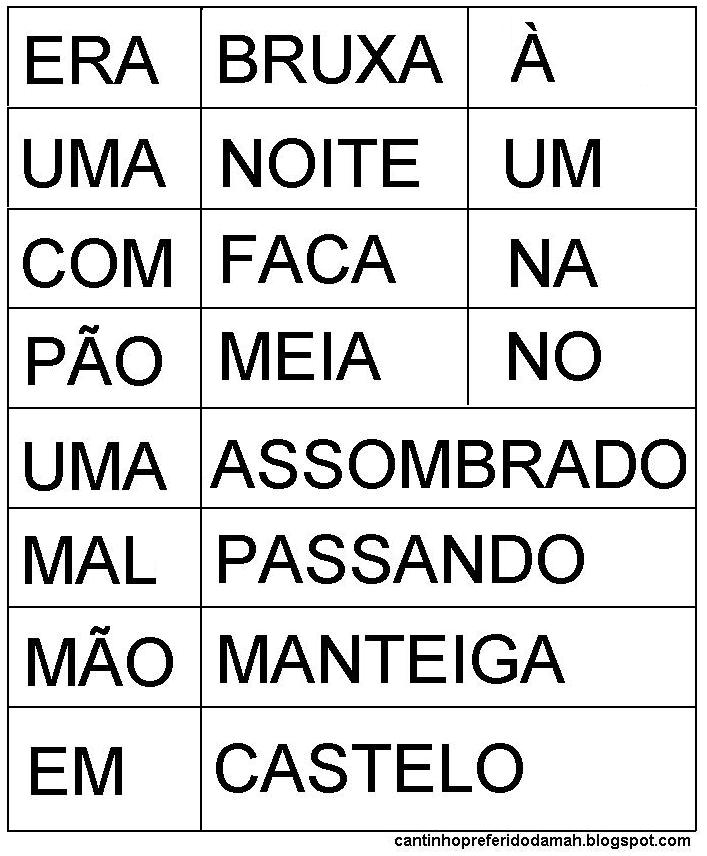 ERA BRUXA À
UMA NOITE UM
COM FACA NA
PÃO MEIA NO
UMA ASSOMBRADO
MAL PASSANDO
MÃO MANTEIGA
EM CASTELO
cantinhopreferidodamah.blogspot.com